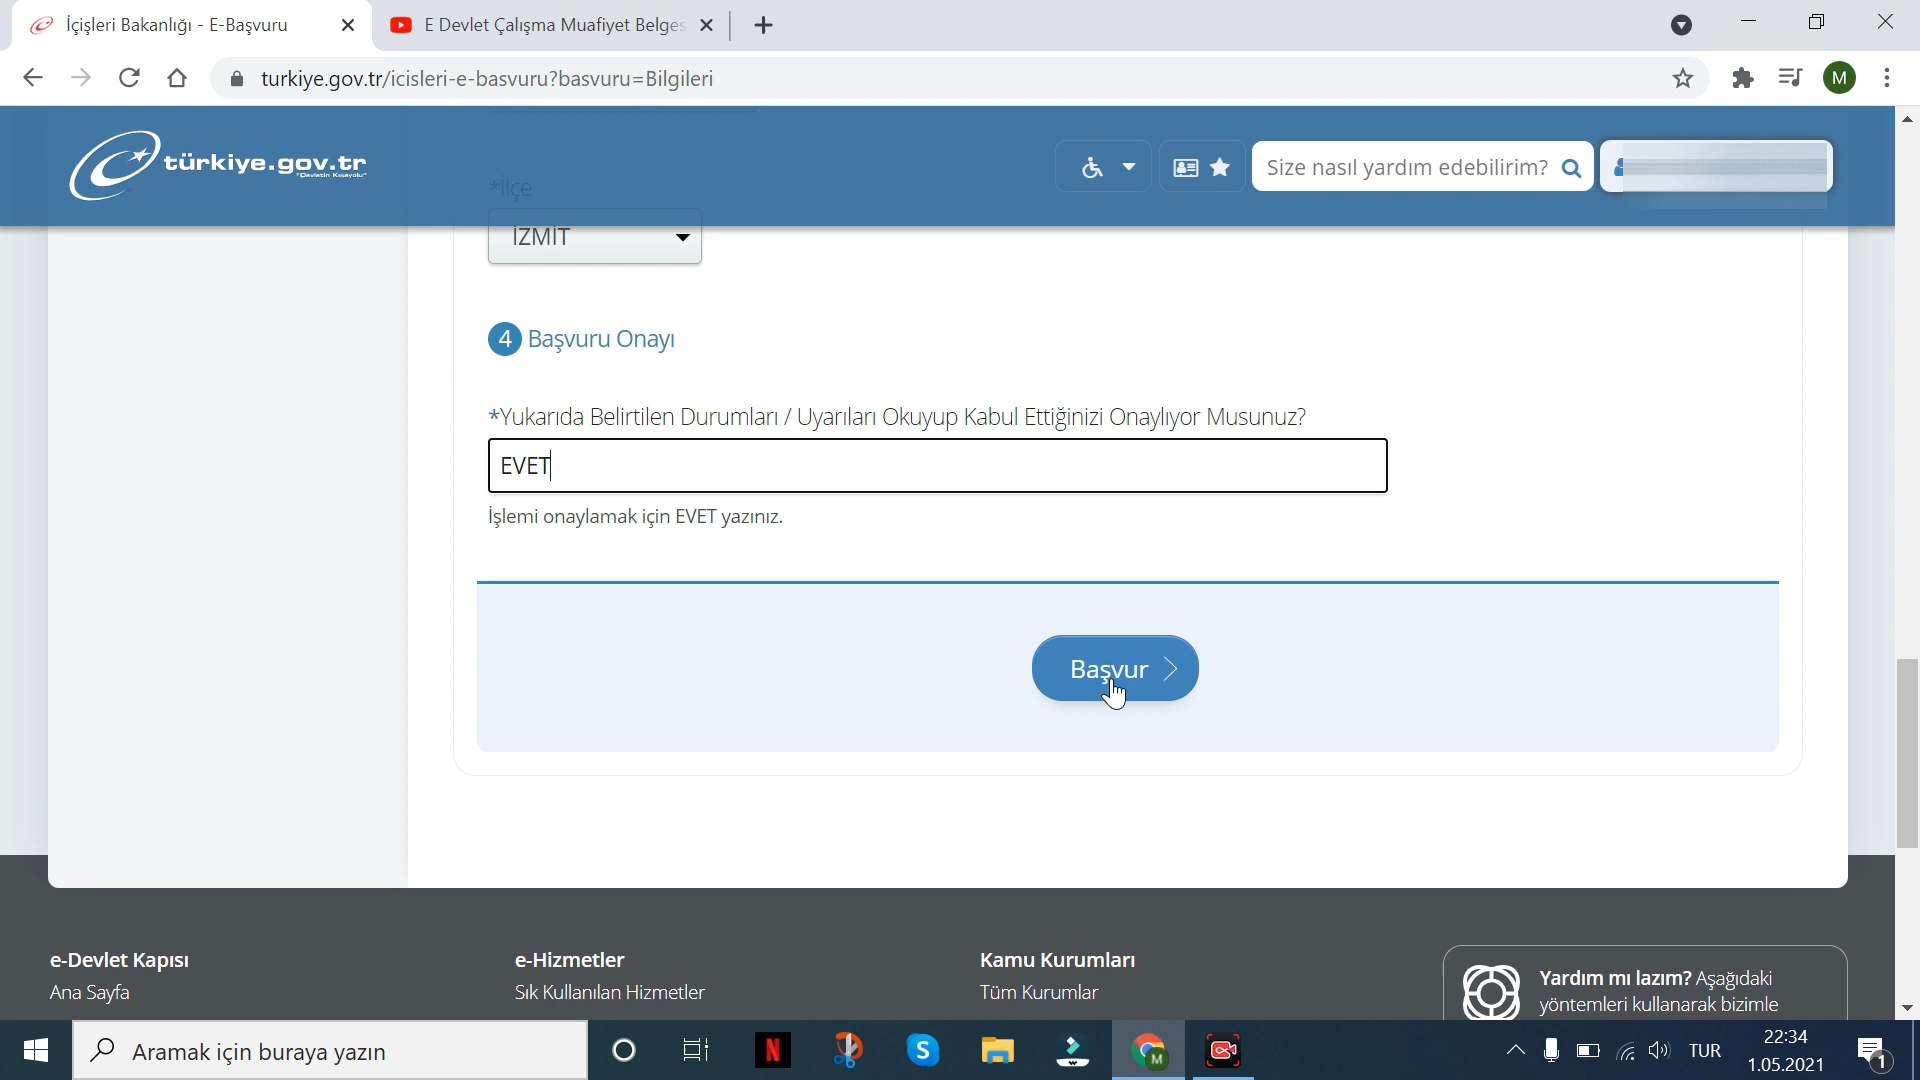 İçişleri Bakanlığı - E-Başvuru
E Devlet Çalışma Muafiyet Belges
turkiye.gov.tr/icisleri-e-basvuru?basvuru=Bilgileri
M
türkiye.gov.tr
"Devletin Kısayolu"
Size nasıl yardım edebilirim?
*İlçe
İZMİT
4 Başvuru Onayı
*Yukarıda Belirtilen Durumları / Uyarıları Okuyup Kabul Ettiğinizi Onaylıyor Musunuz?
EVET
İşlemi onaylamak için EVET yazınız.
Başvur
e-Devlet Kapısı
Ana Sayfa
e-Hizmetler
Sık Kullanılan Hizmetler
Kamu Kurumları
Tüm Kurumlar
Yardım mı lazım? Aşağıdaki
yöntemleri kullanarak bizimle
Aramak için buraya yazın
N
S
M
TUR
22:34
1.05.2021
1